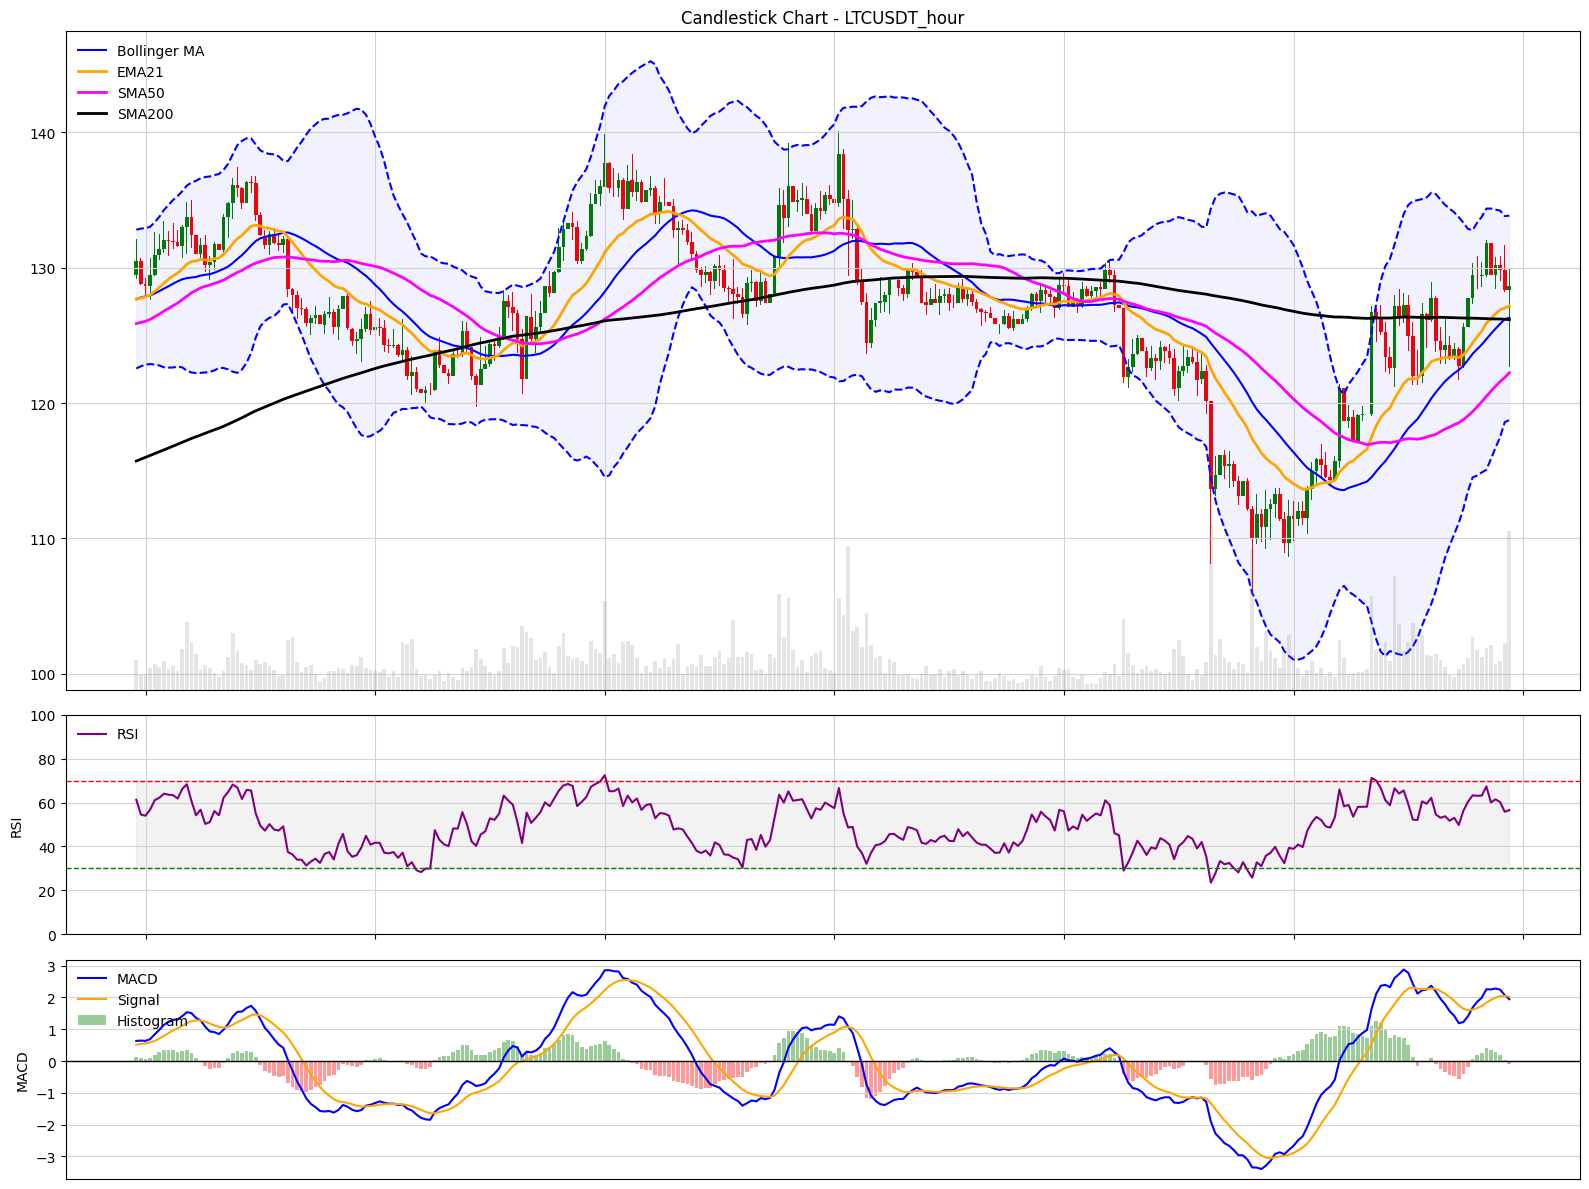 Candlestick Chart - LTCUSDT_hour
Bollinger MA
EMA21
SMA50
SMA200
140
130
120
110
100
100
80
60
40
20
0
RSI
RSI
3
2
1
0
−1
−2
−3
MACD
MACD
Signal
Histogram